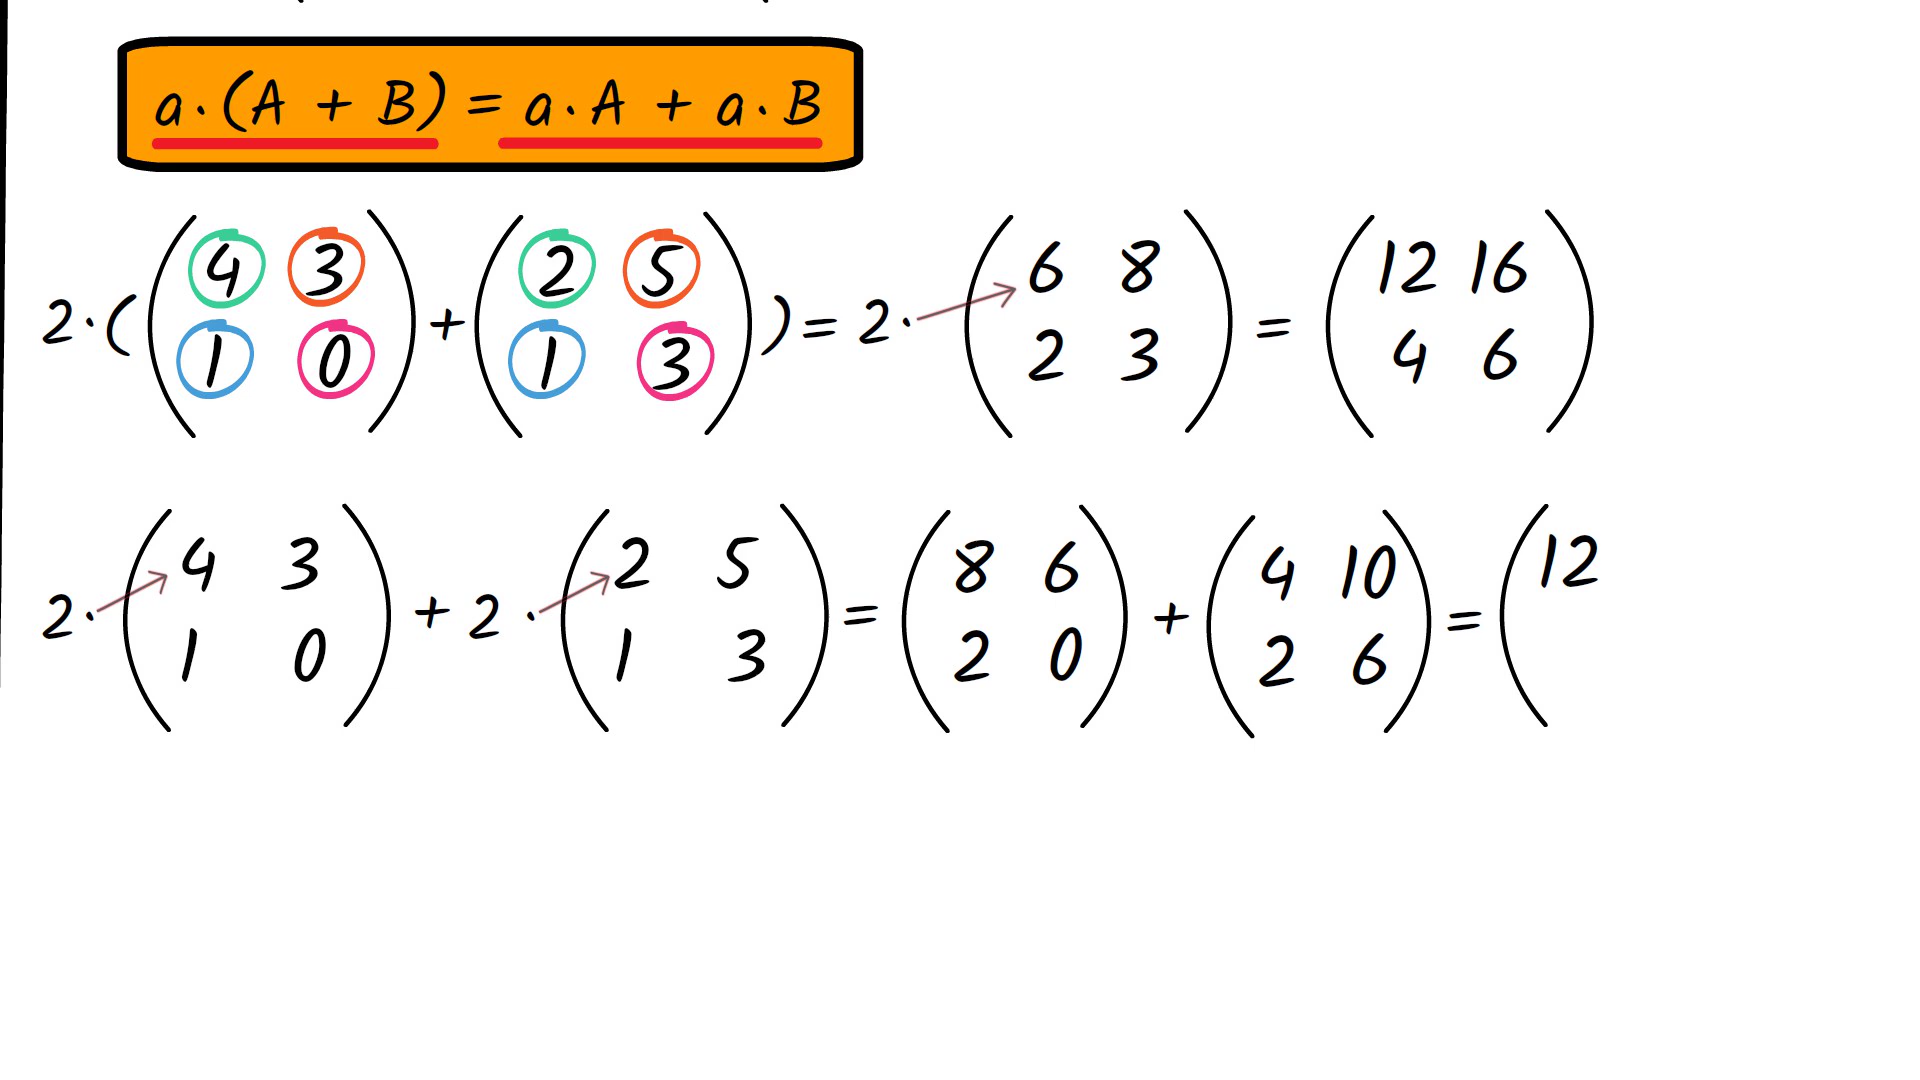 a·(A + B) = a·A + a·B
2·( (4 3) + (2 5) ) = 2· (6 8) = (12 16)
(1 0) (1 3) (2 3) (4 6)
2· (4 3) + 2 · (2 5) = (8 6) + (4 10) = (12
(1 0) (1 3) (2 0) (2 6)